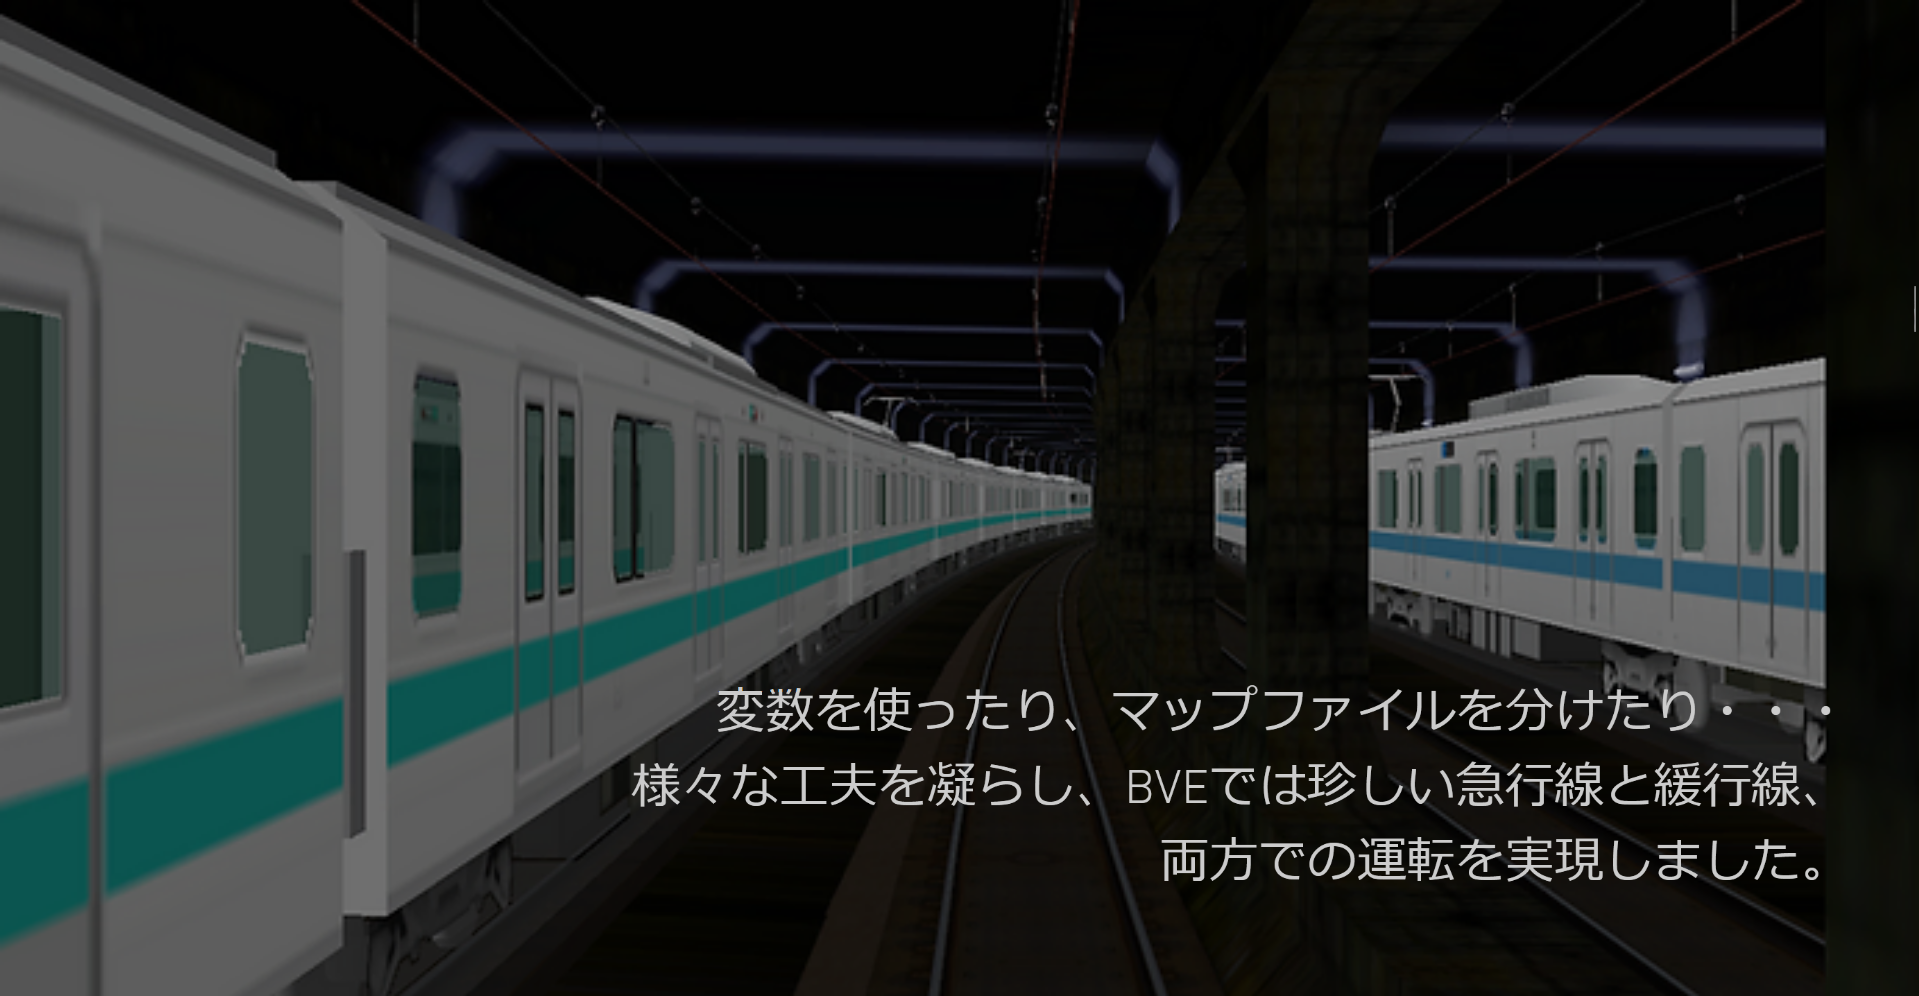 変数を使ったり、マップファイルを分けたり・・・
様々な工夫を凝らし、BVEでは珍しい急行線と緩行線、
両方での運転を実現しました。